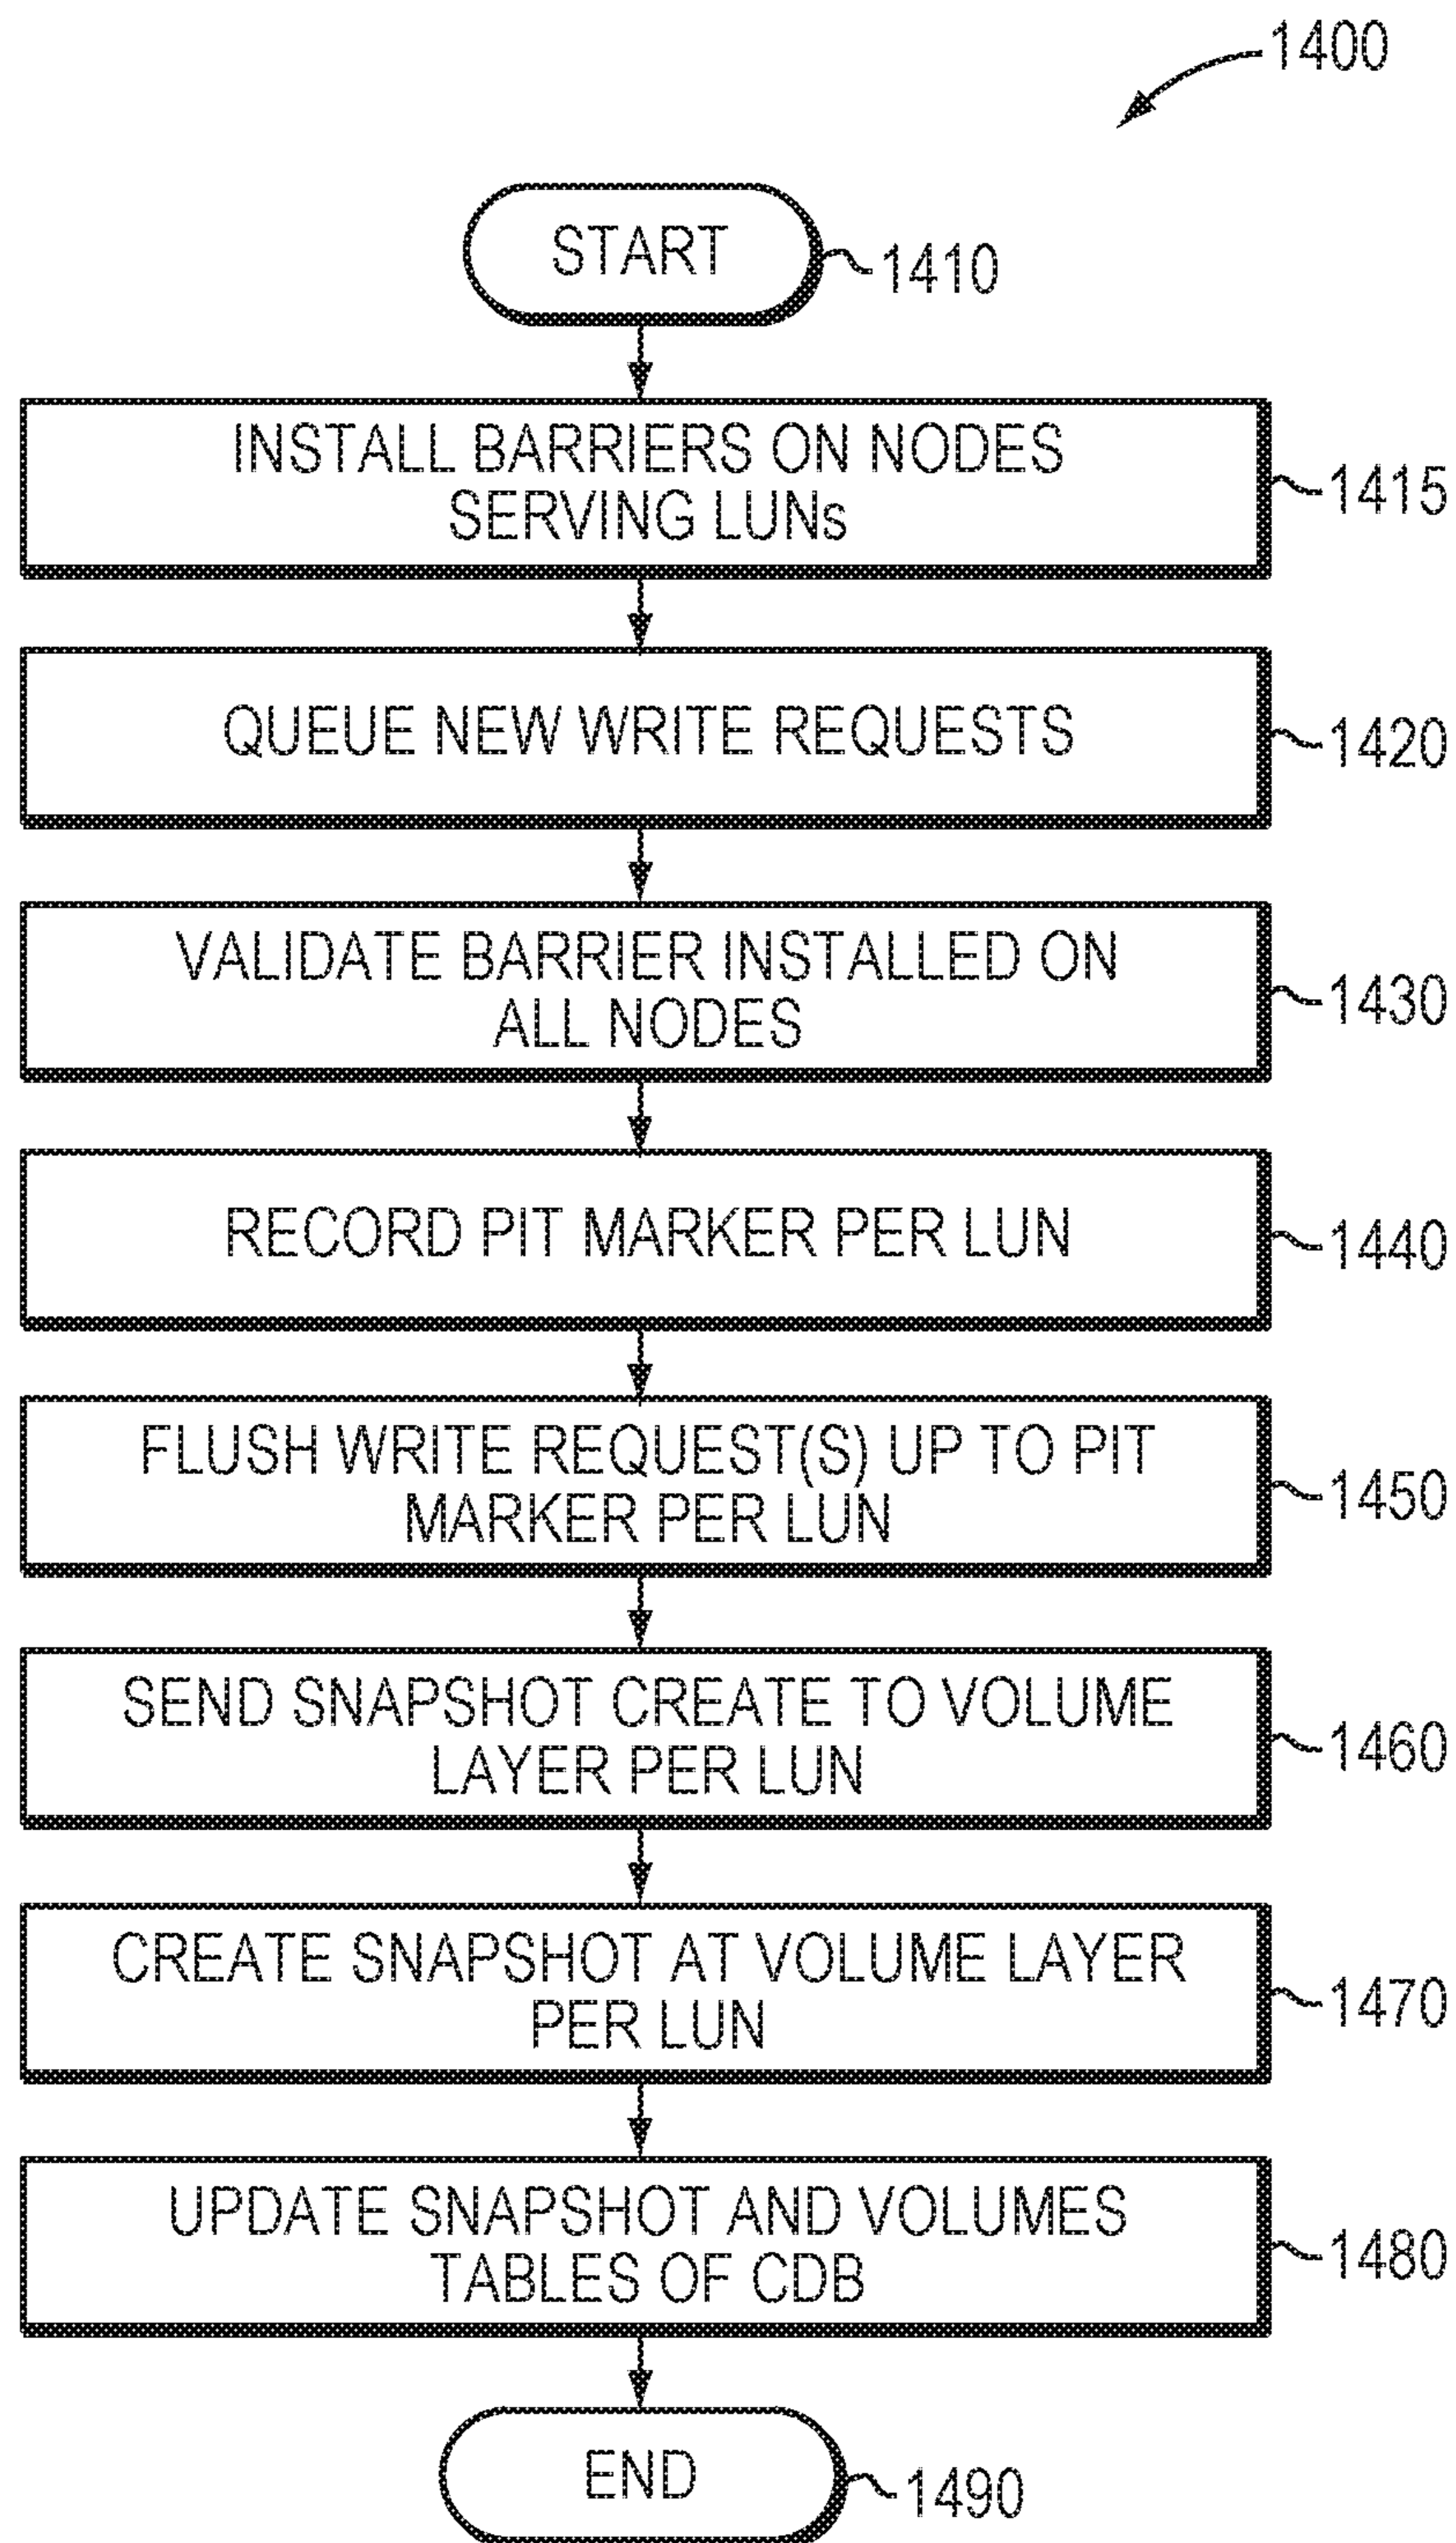 1400
START
1410
INSTALL BARRIERS ON NODES
SERVING LUNs
1415
QUEUE NEW WRITE REQUESTS
1420
VALIDATE BARRIER INSTALLED ON
ALL NODES
1430
RECORD PIT MARKER PER LUN
1440
FLUSH WRITE REQUEST(S) UP TO PIT
MARKER PER LUN
1450
SEND SNAPSHOT CREATE TO VOLUME
LAYER PER LUN
1460
CREATE SNAPSHOT AT VOLUME LAYER
PER LUN
1470
UPDATE SNAPSHOT AND VOLUMES
TABLES OF CDB
1480
END
1490